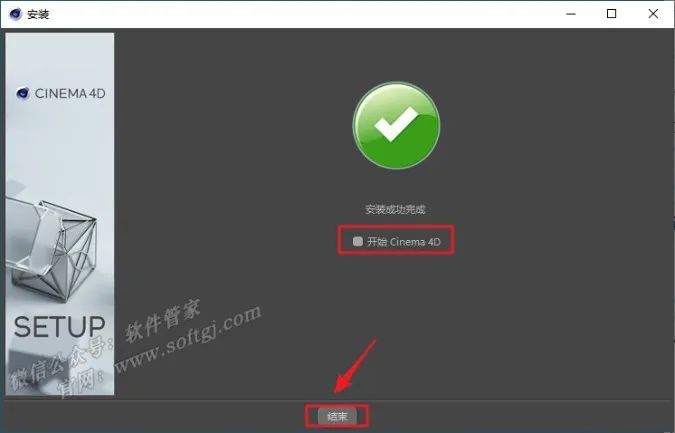 安装
CINEMA 4D
安装成功完成
开始 Cinema 4D
SETUP
微信公众号：软件管家
官网：www.softgj.com
结束